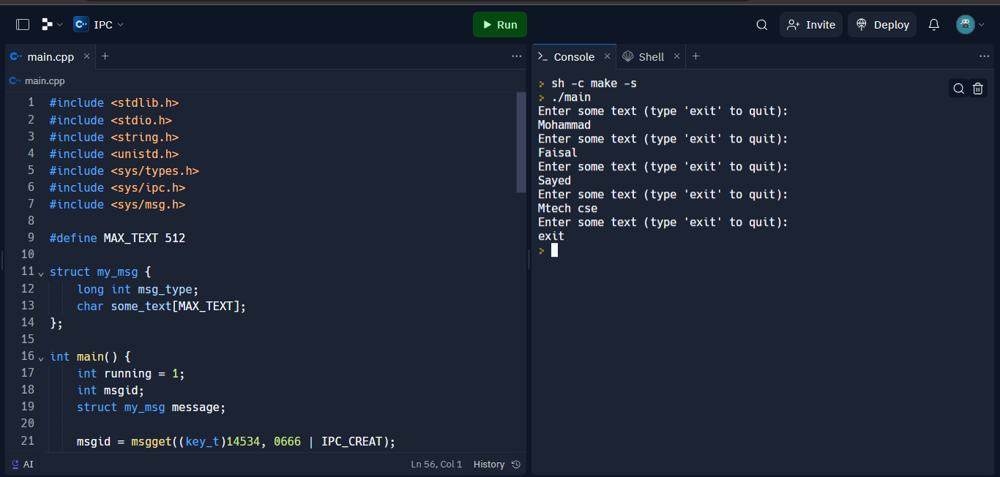 IPC
Run
Invite
Deploy
main.cpp
Console
Shell
main.cpp
1 #include <stdlib.h>
2 #include <stdio.h>
3 #include <string.h>
4 #include <unistd.h>
5 #include <sys/types.h>
6 #include <sys/ipc.h>
7 #include <sys/msg.h>
8
9 #define MAX_TEXT 512
10
11 struct my_msg {
12     long int msg_type;
13     char some_text[MAX_TEXT];
14 };
15
16 int main() {
17     int running = 1;
18     int msgid;
19     struct my_msg message;
20
21     msgid = msgget((key_t)14534, 0666 | IPC_CREAT);
AI
Ln 56, Col 1 History
sh -c make -s
./main
Enter some text (type 'exit' to quit):
Mohammad
Enter some text (type 'exit' to quit):
Faisal
Enter some text (type 'exit' to quit):
Sayed
Enter some text (type 'exit' to quit):
Mtech cse
Enter some text (type 'exit' to quit):
exit